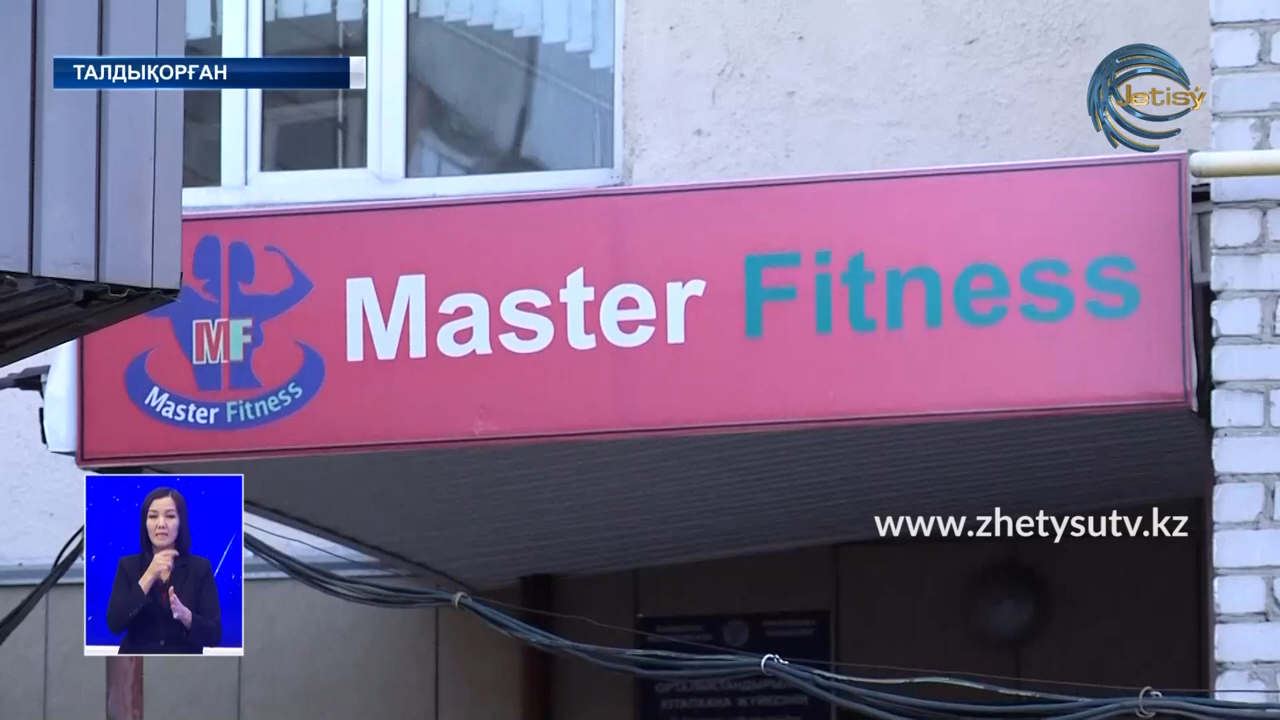 ТАЛДЫҚОРҒАН
Jetisý
Master Fitness
MF
Master Fitness
www.zhetysutv.kz